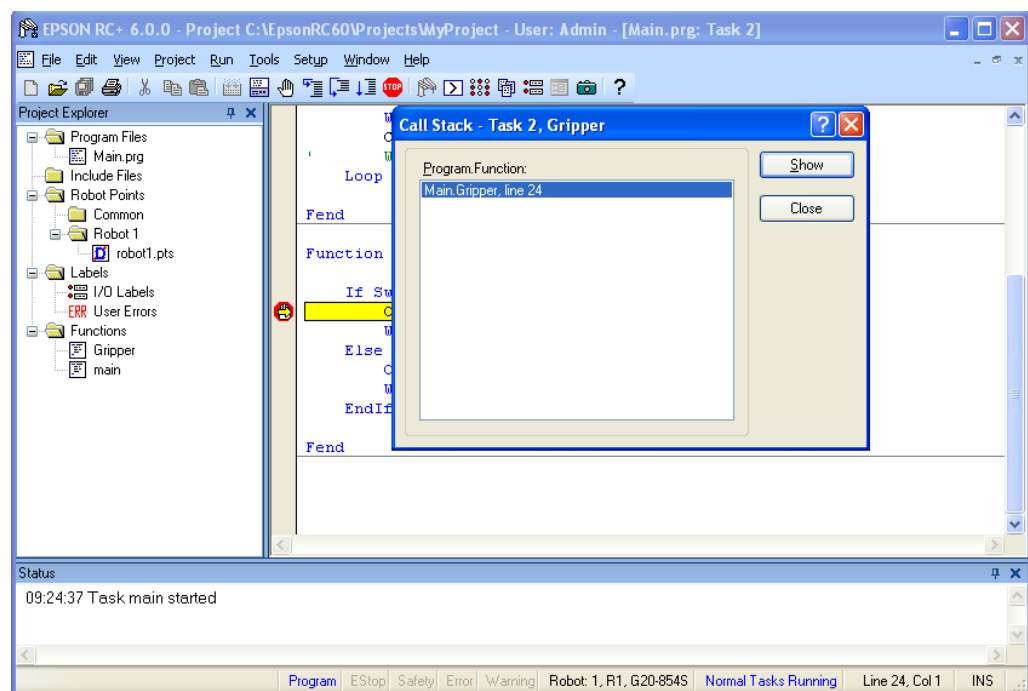 EPSON RC+ 6.0.0 - Project C:\EpsonRC60\Projects\MyProject - User: Admin - [Main.prg: Task 2]
File Edit View Project Run Tools Setup Window Help
Project Explorer
Program Files
Main.prg
Include Files
Robot Points
Common
Robot 1
robot1.pts
Labels
I/O Labels
ERR User Errors
Functions
Gripper
main
Loop
Fend
Function
If Sw
Else
EndIf
Fend
Call Stack - Task 2, Gripper
Program.Function:
Main.Gripper, line 24
Show
Close
Status
09:24:37 Task main started
Program EStop Safety Error Warning Robot: 1, R1, G20-854S Normal Tasks Running Line 24, Col 1 INS